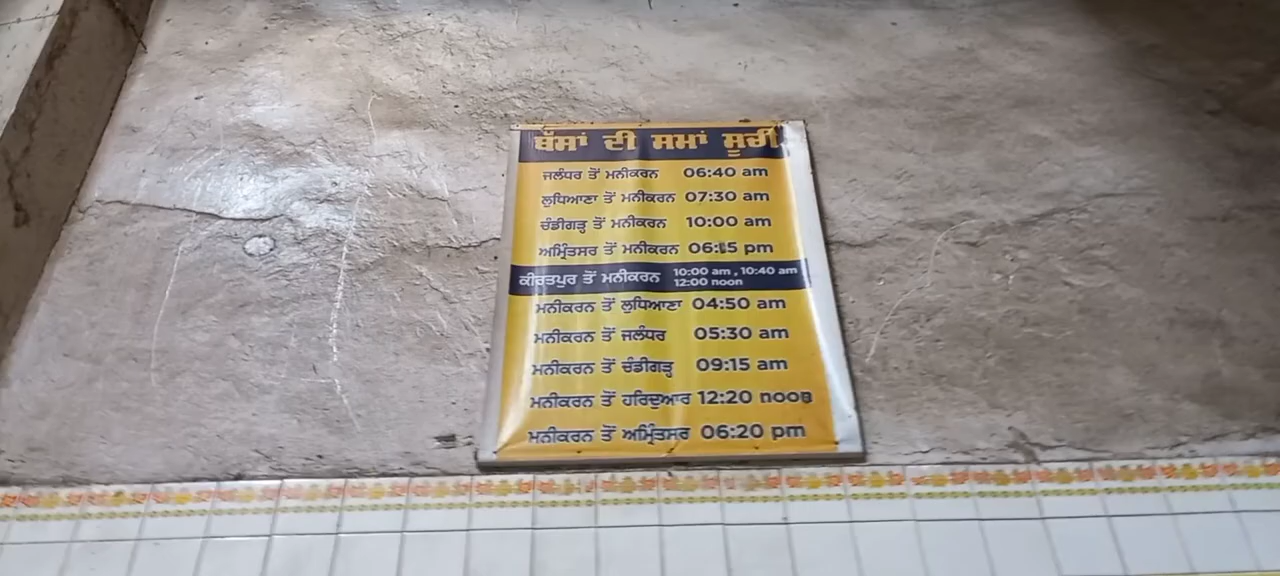 ਬੱਸਾਂ ਦੀ ਸਮਾਂ ਸੂਚੀ
ਜਲੰਧਰ ਤੋਂ ਮਨੀਕਰਨ 06:40 am
ਲੁਧਿਆਣਾ ਤੋਂ ਮਨੀਕਰਨ 07:30 am
ਚੰਡੀਗੜ੍ਹ ਤੋਂ ਮਨੀਕਰਨ 10:00 am
ਅਮ੍ਰਿੰਤਸਰ ਤੋਂ ਮਨੀਕਰਨ 06:15 pm
ਕੀਰਤਪੁਰ ਤੋਂ ਮਨੀਕਰਨ 10:00 am , 10:40 am
12:00 noon
ਮਨੀਕਰਨ ਤੋਂ ਲੁਧਿਆਣਾ 04:50 am
ਮਨੀਕਰਨ ਤੋਂ ਜਲੰਧਰ 05:30 am
ਮਨੀਕਰਨ ਤੋਂ ਚੰਡੀਗੜ੍ਹ 09:15 am
ਮਨੀਕਰਨ ਤੋਂ ਹਰਿਦੁਆਰ 12:20 noon
ਮਨੀਕਰਨ ਤੋਂ ਅਮ੍ਰਿੰਤਸਰ 06:20 pm